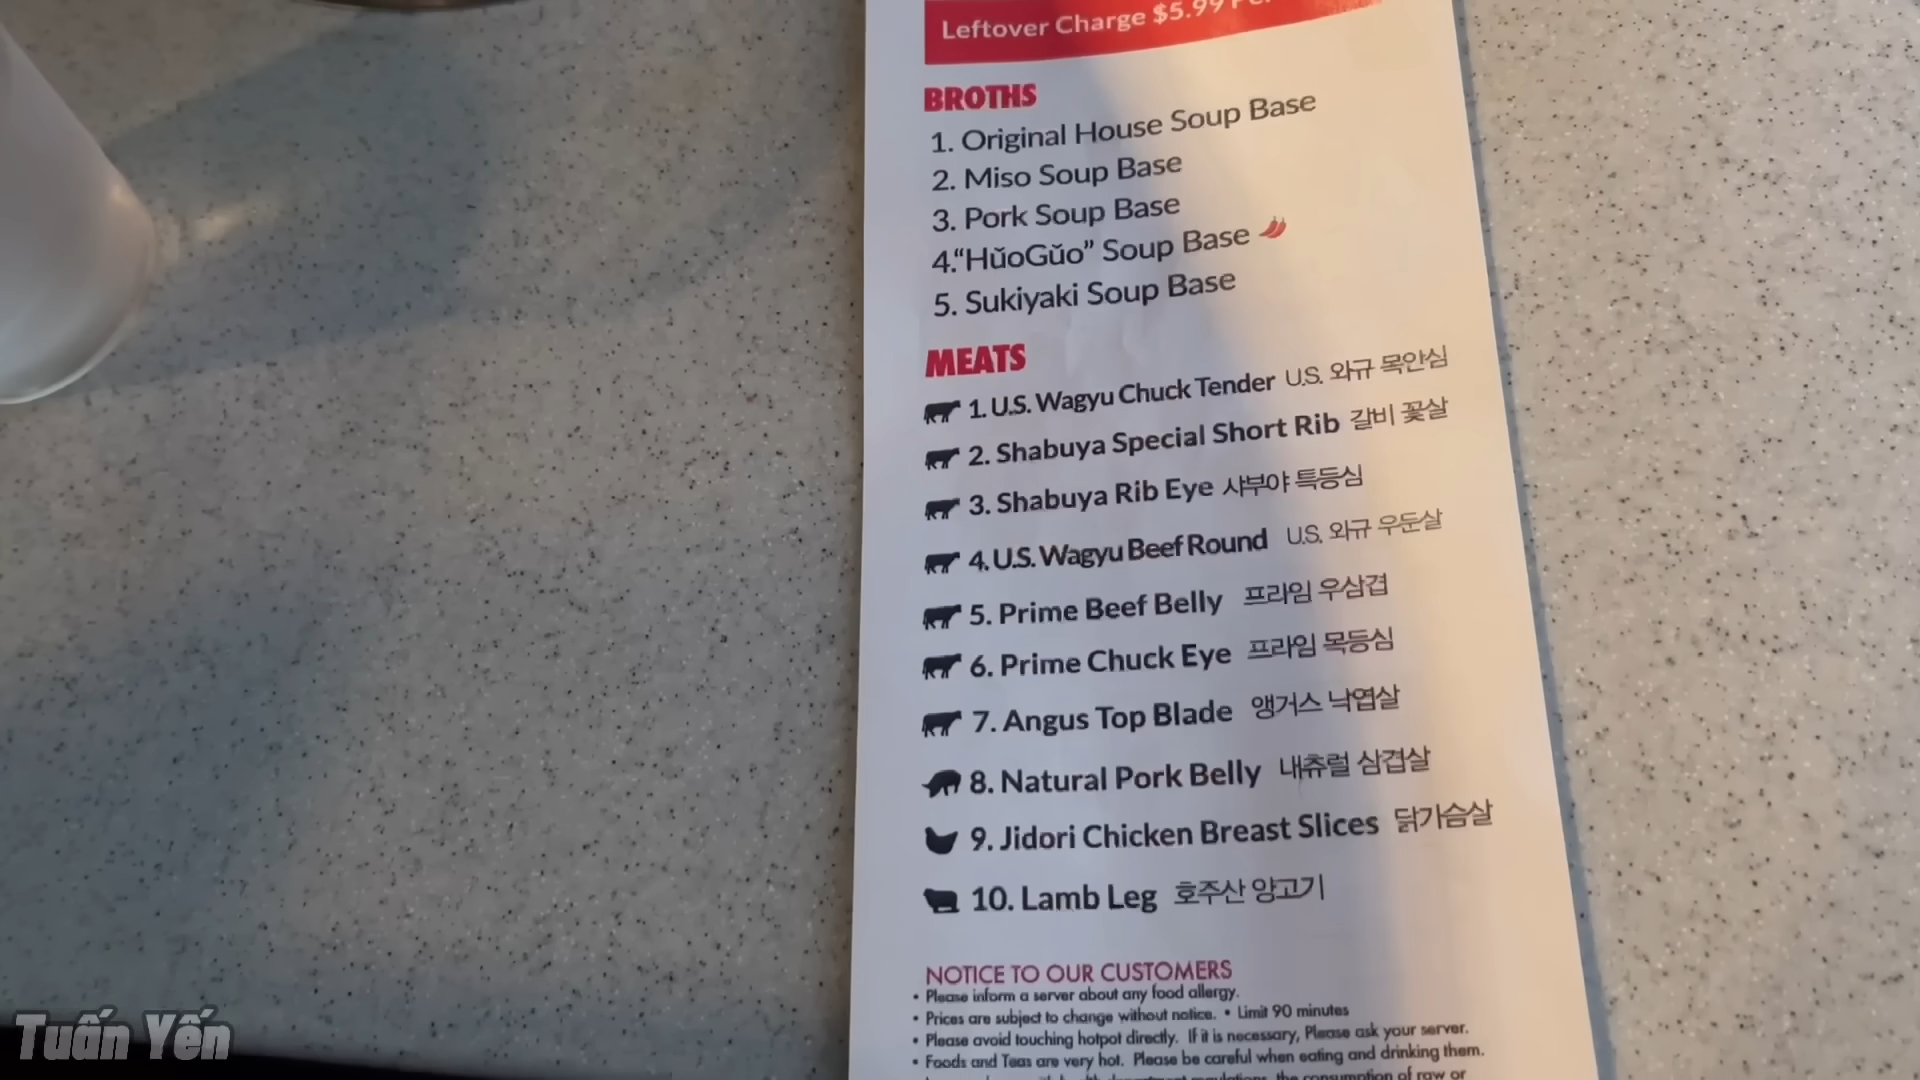 Leftover Charge $5.99
BROTHS
1. Original House Soup Base
2. Miso Soup Base
3. Pork Soup Base
4.“HŭoGŭo” Soup Base
5. Sukiyaki Soup Base
MEATS
1. U.S. Wagyu Chuck Tender U.S. 와규 목안심
2. Shabuya Special Short Rib 갈비 꽃살
3. Shabuya Rib Eye 샤부야 특등심
4. U.S. Wagyu Beef Round U.S. 와규 우둔살
5. Prime Beef Belly 프라임 우삼겹
6. Prime Chuck Eye 프라임 목등심
7. Angus Top Blade 앵거스 낙엽살
8. Natural Pork Belly 내츄럴 삼겹살
9. Jidori Chicken Breast Slices 닭가슴살
10. Lamb Leg 호주산 양고기
NOTICE TO OUR CUSTOMERS
• Please inform a server about any food allergy.
• Prices are subject to change without notice. • Limit 90 minutes
• Please avoid touching hotpot directly. If it is necessary, Please ask your server.
• Foods and Teas are very hot. Please be careful when eating and drinking them.
the consumption of raw or
Tuấn Yến